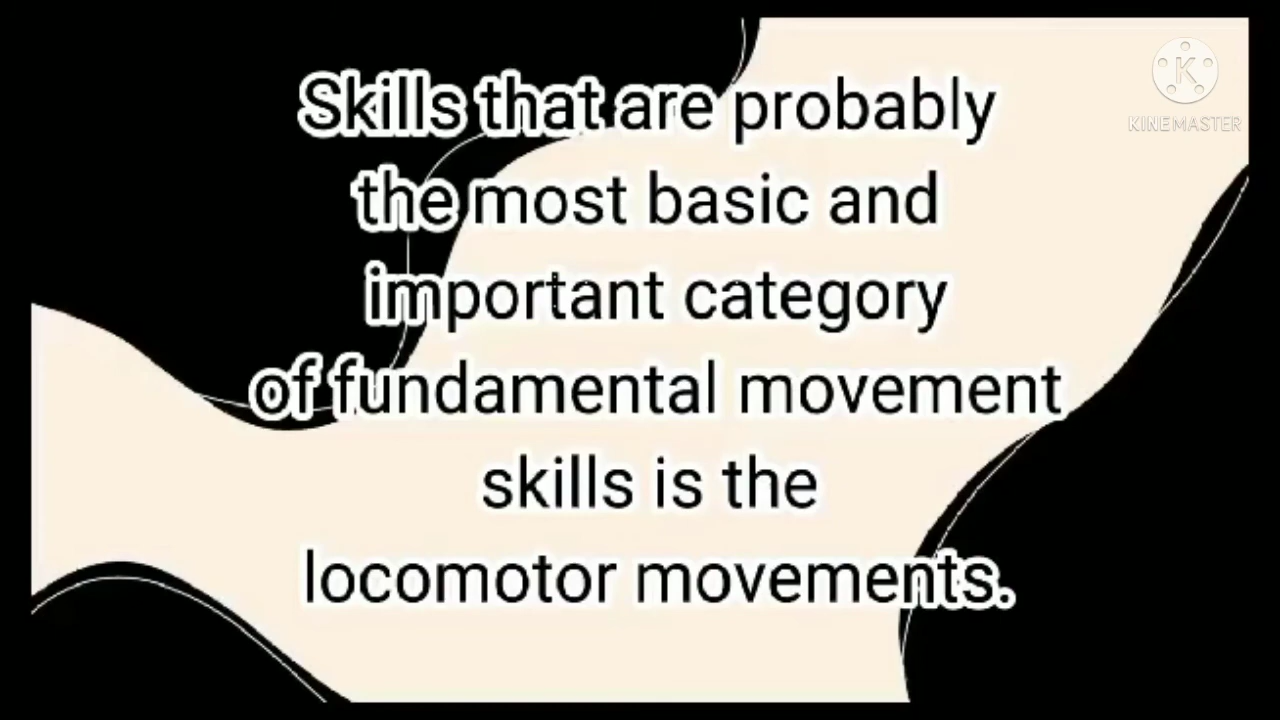 Skills that are probably
the most basic and
important category
of fundamental movement
skills is the
locomotor movements.
K
KINEMASTER